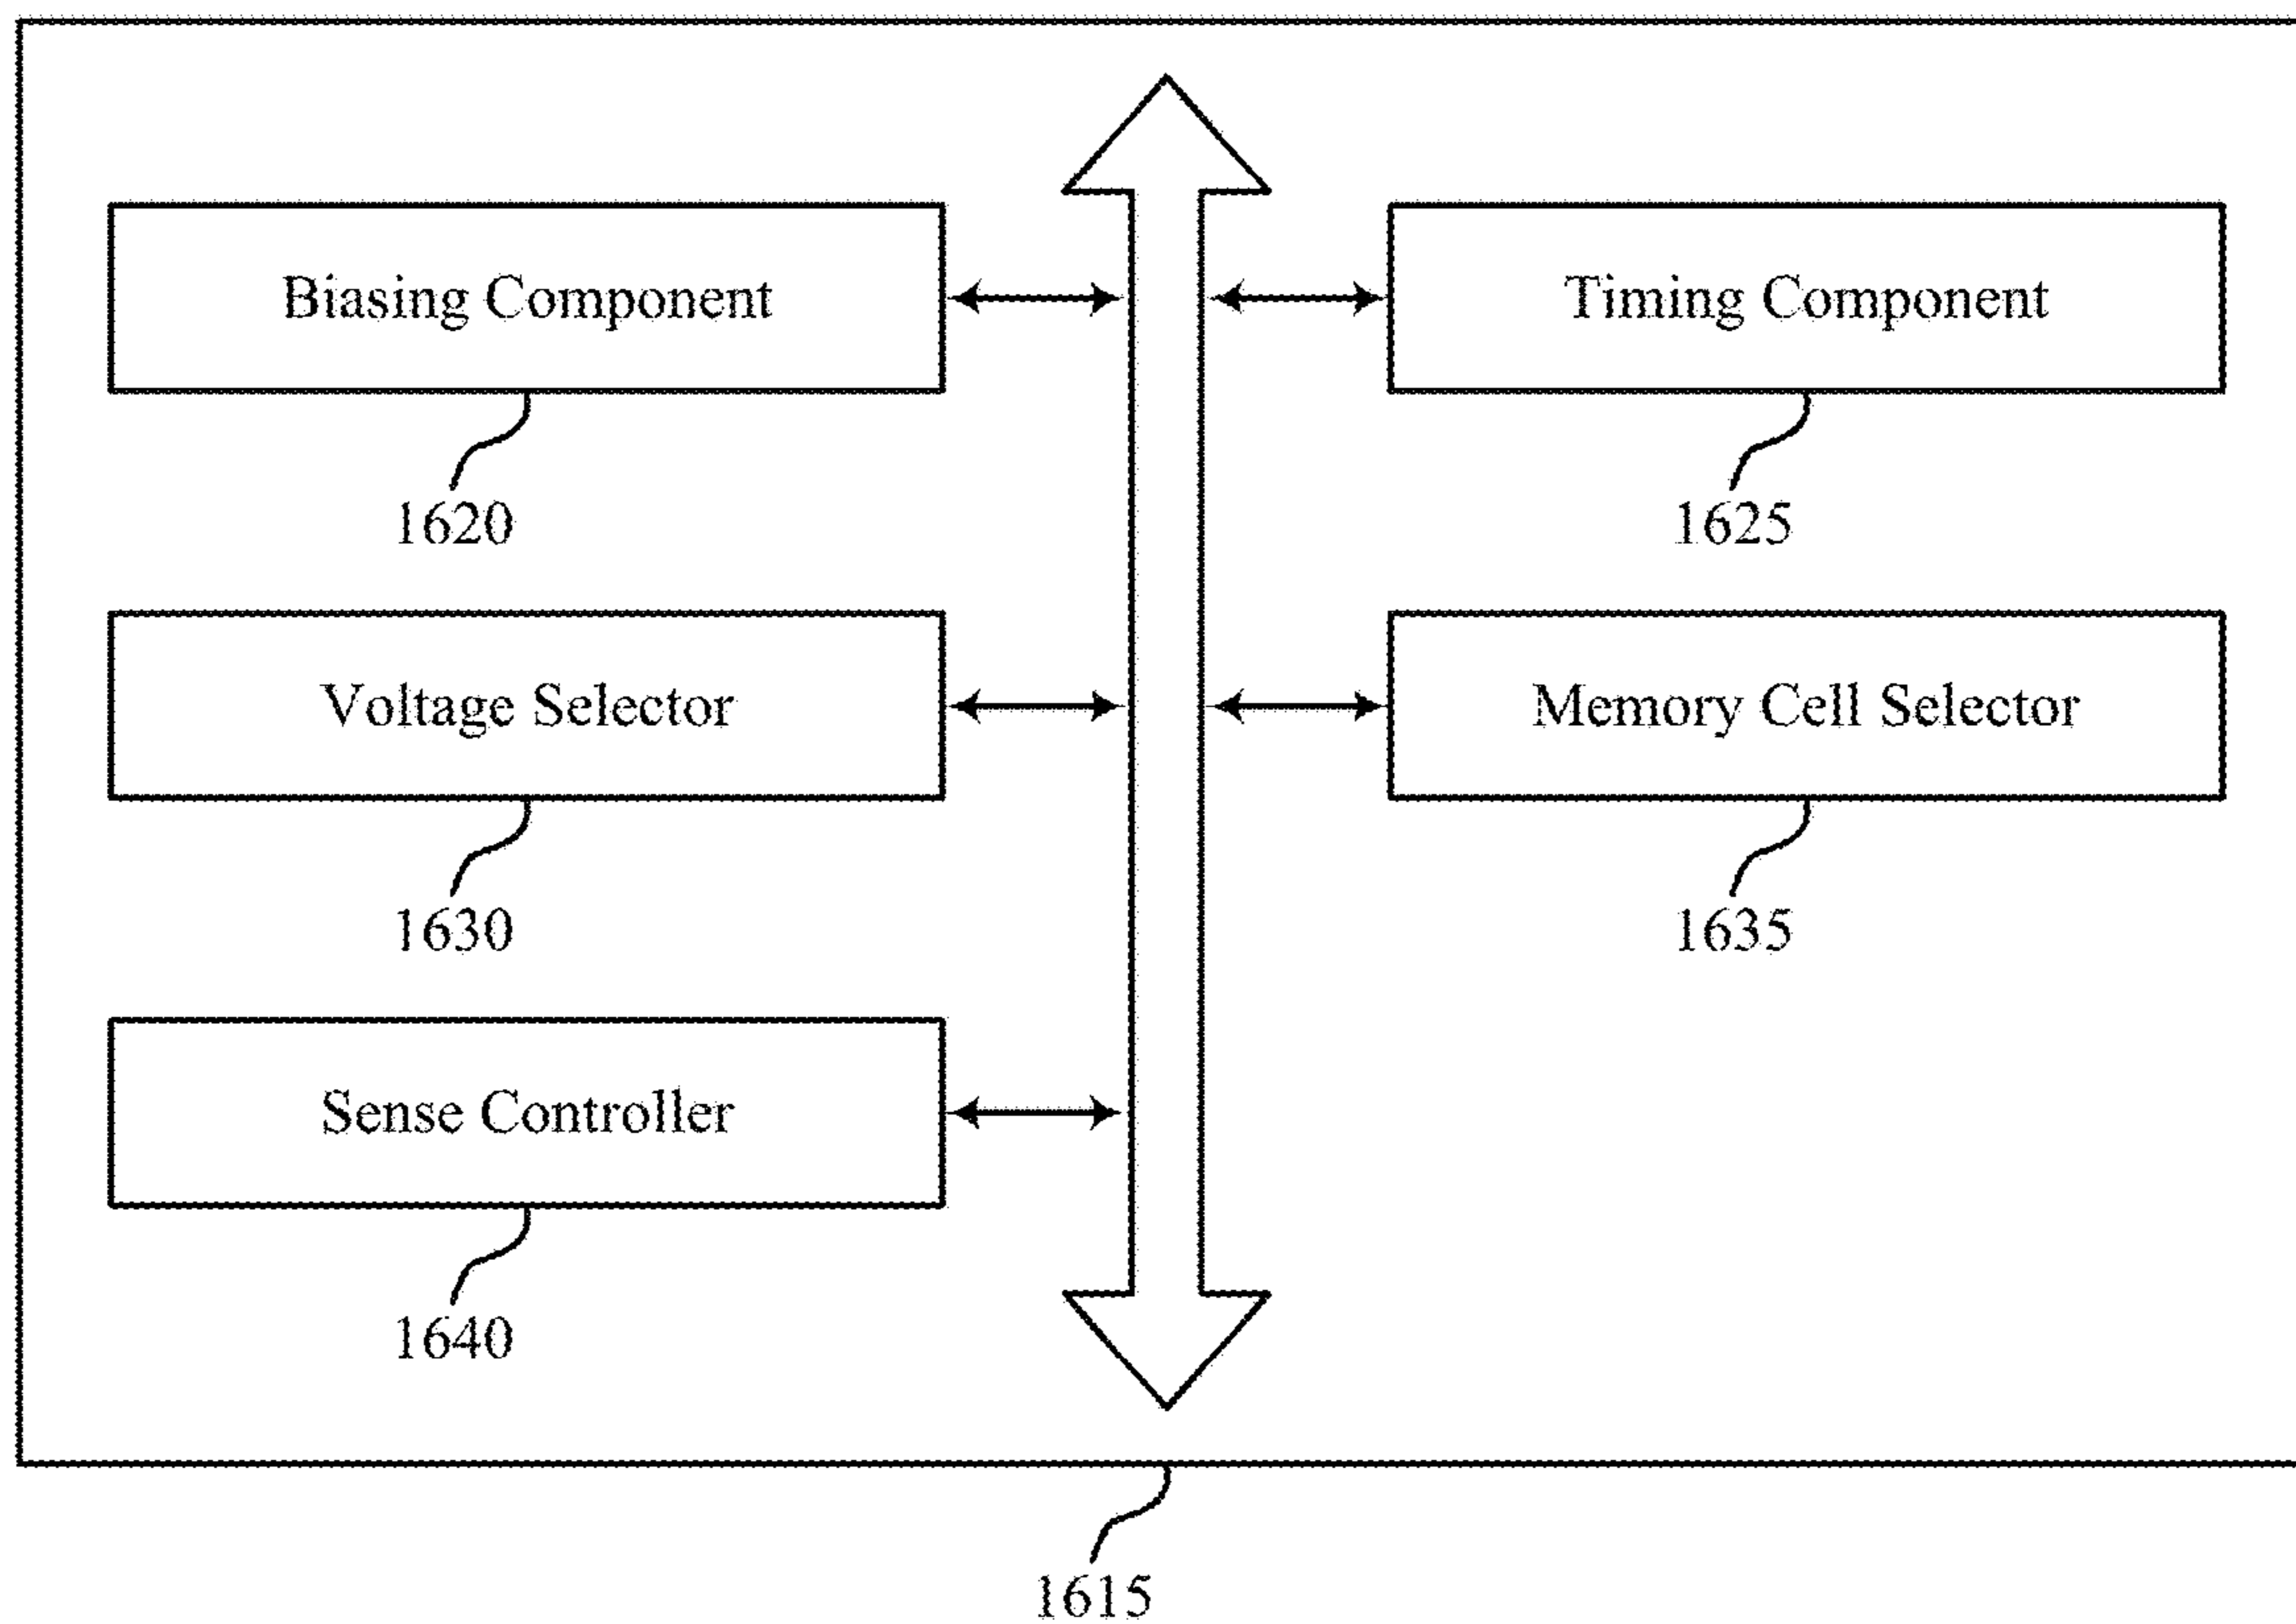 Biasing Component
Timing Component
1620
1625
Voltage Selector
Memory Cell Selector
1630
1635
Sense Controller
1640
1615